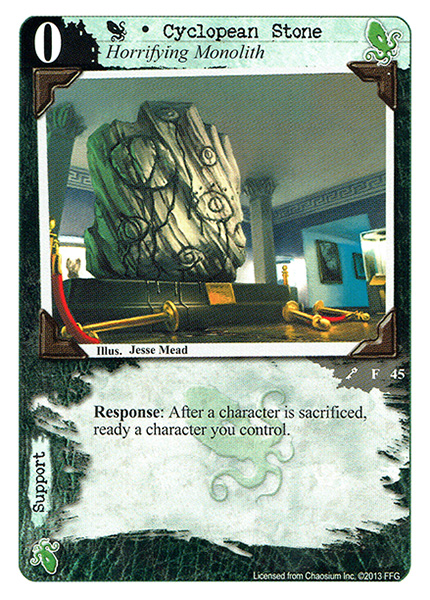 0
• Cyclopean Stone
Horrifying Monolith
Illus. Jesse Mead
F 45
Response: After a character is sacrificed,
ready a character you control.
Support
Licensed from Chaosium Inc. ©2013 FFG